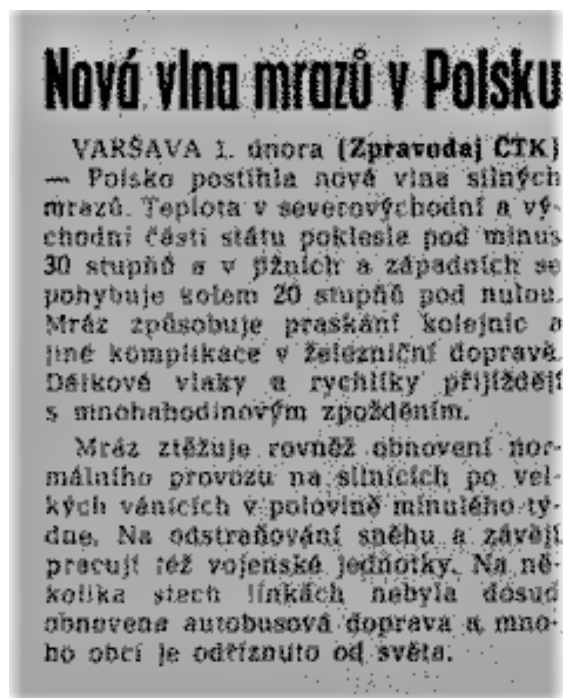 Nová vlna mrazů v Polsku
VARŠAVA 1. února (Zpravodaj ČTK)
— Polsko postihla nová vlna silných
mrazů. Teplota v severovýchodní a vý-
chodní části státu poklesla pod minus
30 stupňů a v jižních a západních se
pohybuje kolem 20 stupňů pod nulou.
Mráz způsobuje praskání kolejnic a
jiné komplikace v železniční dopravě.
Dálkové vlaky a rychlíky přijíždějí
s mnohahodinovým zpožděním.
Mráz ztěžuje rovněž obnovení nor-
málního provozu na silnicích po vel-
kých vánicích v polovině minulého tý-
dne. Na odstraňování sněhu a závějí
pracují též vojenské jednotky. Na ně-
kolika stech linkách nebyla dosud
obnovena autobusová doprava a mno-
ho obcí je odříznuto od světa.